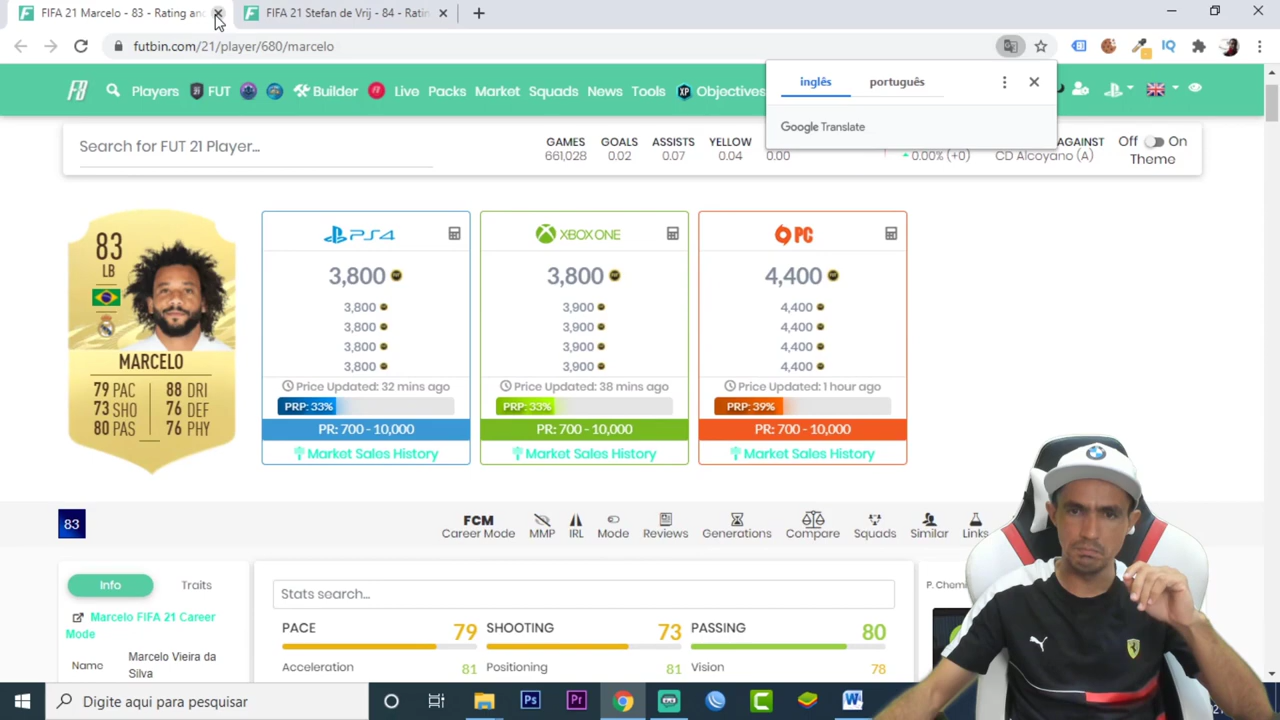 FIFA 21 Marcelo - 83 - Rating and
FIFA 21 Stefan de Vrij - 84 - Ratin
futbin.com/21/player/680/marcelo
Players FUT Builder Live Packs Market Squads News Tools XP Objectives
inglês português
Google Translate
Search for FUT 21 Player...
GAMES GOALS ASSISTS YELLOW AGAINST
661,028 0.02 0.07 0.04 0.00 0.00% (+0) CD Alcoyano (A)
Off On
Theme
83
LB
MARCELO
79 PAC 88 DRI
73 SHO 76 DEF
80 PAS 76 PHY
PS4
3,800
3,800
3,800
3,800
3,800
Price Updated: 32 mins ago
PRP: 33%
PR: 700 - 10,000
Market Sales History
XBOX ONE
3,800
3,900
3,900
3,900
3,900
Price Updated: 38 mins ago
PRP: 33%
PR: 700 - 10,000
Market Sales History
PC
4,400
4,400
4,400
4,400
4,400
Price Updated: 1 hour ago
PRP: 39%
PR: 700 - 10,000
Market Sales History
83
FCM
Career Mode MMP IRL Mode Reviews Generations Compare Squads Similar Links
Info Traits
Marcelo FIFA 21 Career
Mode
Name Marcelo Vieira da
Silva
Stats search...
PACE 79 SHOOTING 73 PASSING 80
Acceleration 81 Positioning 81 Vision 78
P. Chem
Digite aqui para pesquisar